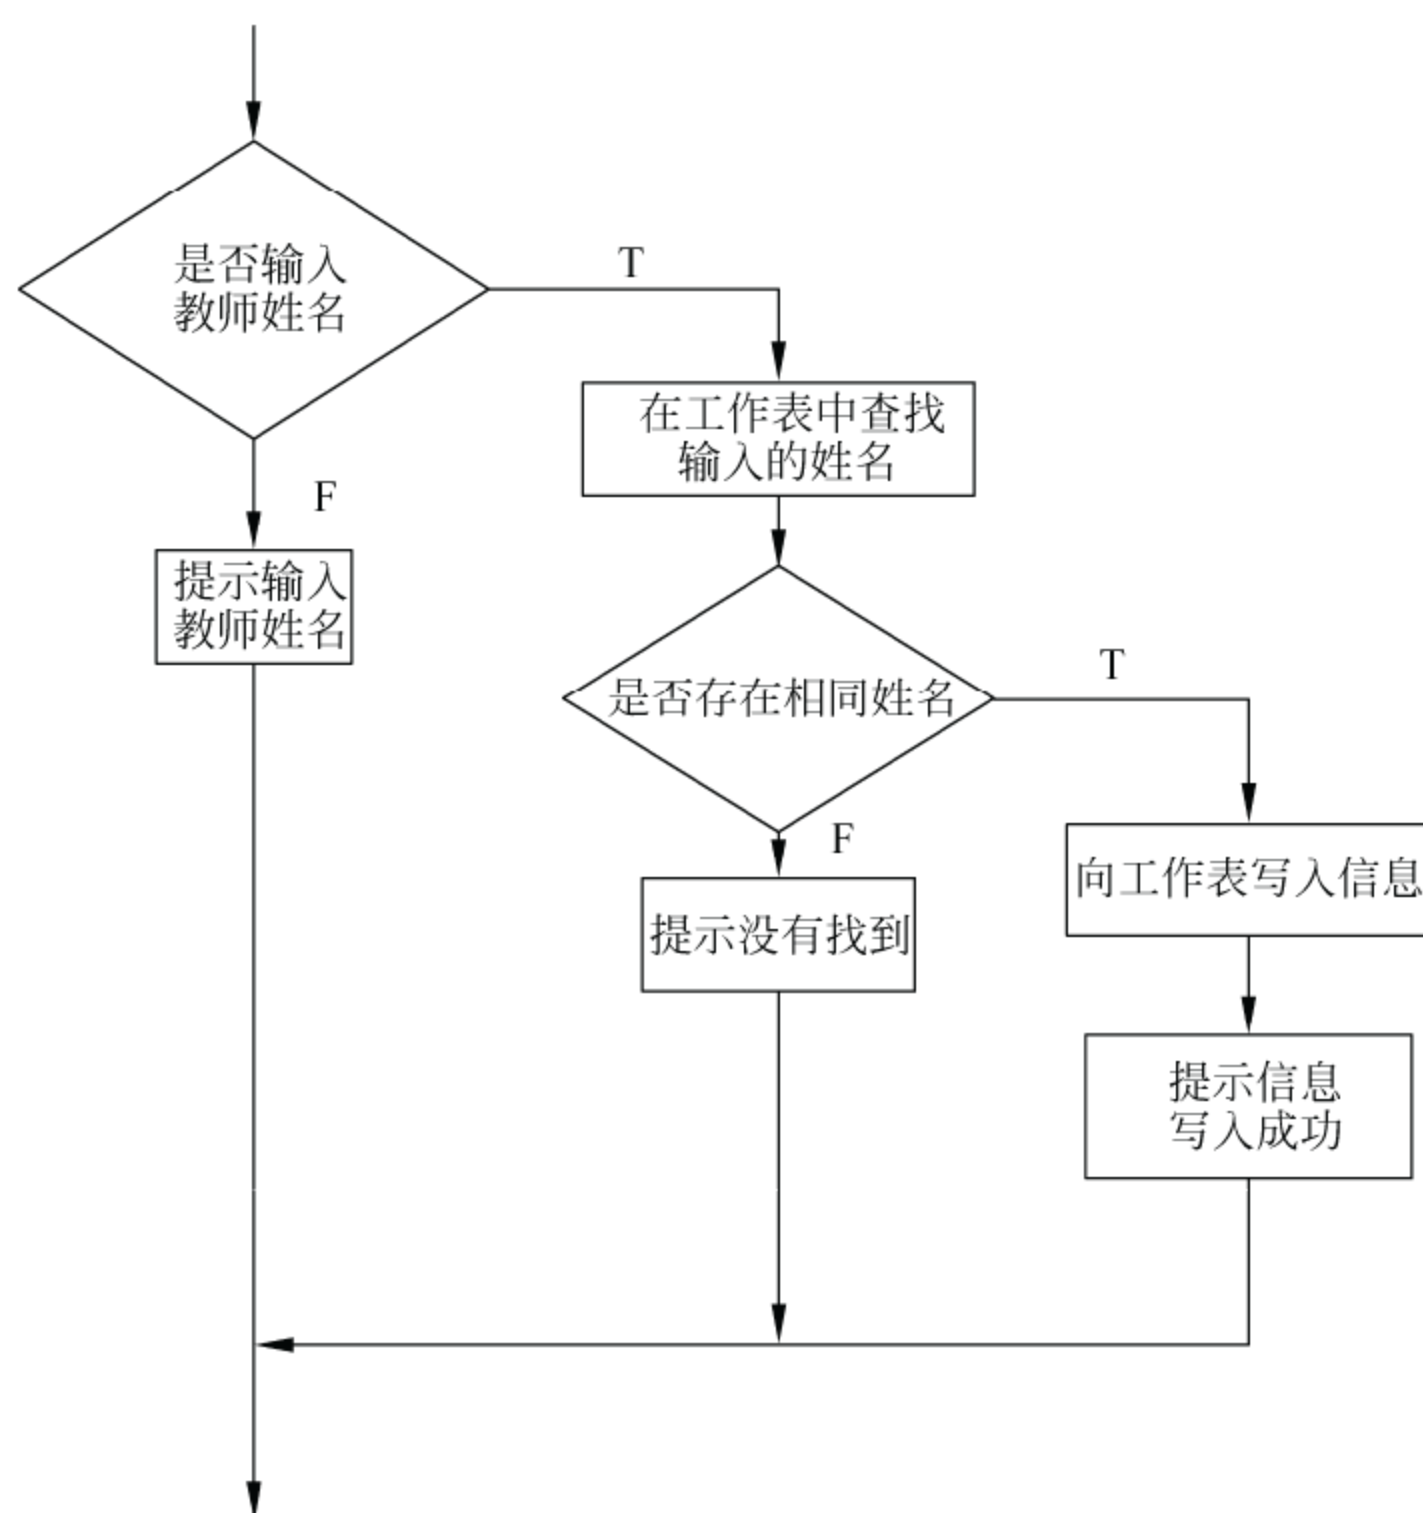 是否输入
教师姓名
T
在工作表中查找
输入的姓名
F
提示输入
教师姓名
是否存在相同姓名
T
F
向工作表写入信息
提示没有找到
提示信息
写入成功